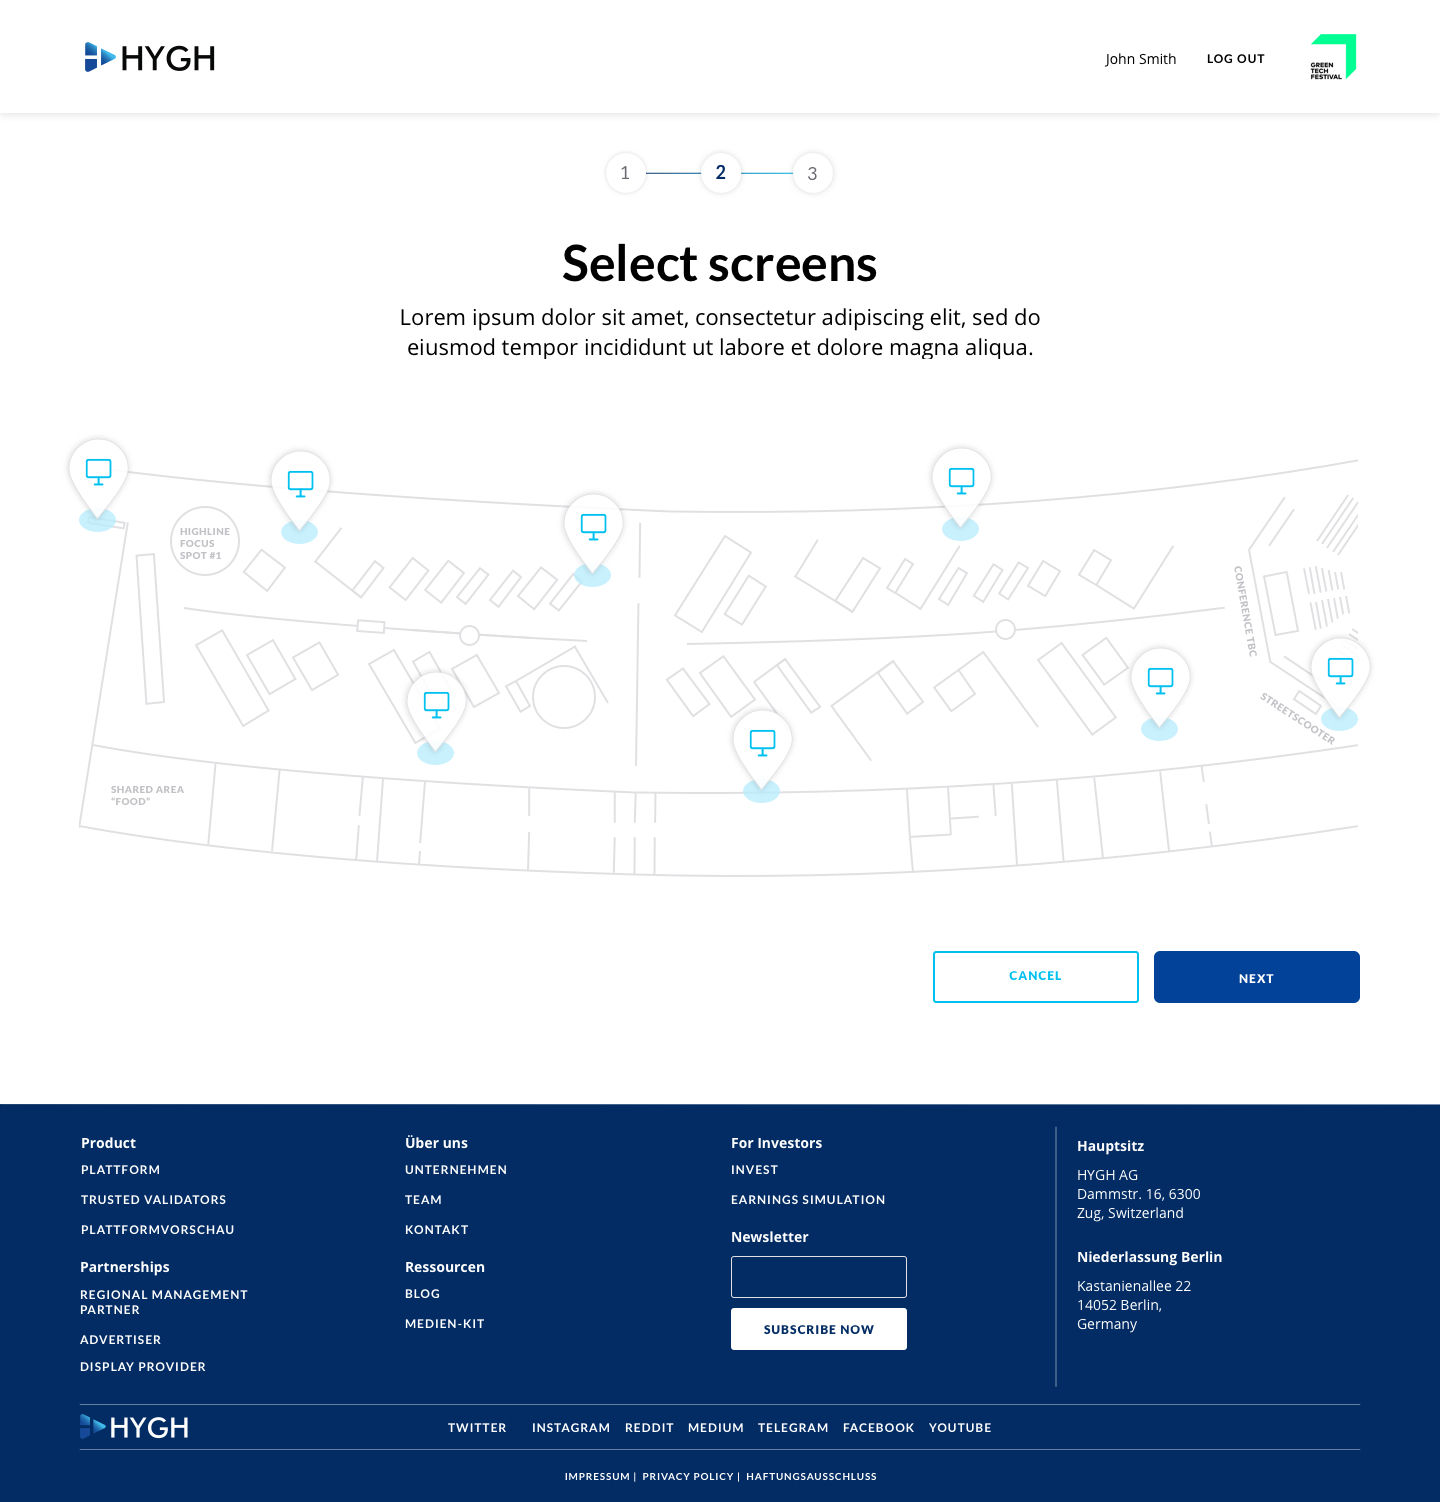 HYGH
John Smith
LOG OUT
GREEN
TECH
FESTIVAL
1
2
3
Select screens
Lorem ipsum dolor sit amet, consectetur adipiscing elit, sed do
eiusmod tempor incididunt ut labore et dolore magna aliqua.
HIGHLINE
FOCUS
SPOT #1
CONFERENCE TBC
STREETSCOOTER
SHARED AREA
“FOOD”
CANCEL
NEXT
Product
PLATTFORM
TRUSTED VALIDATORS
PLATTFORMVORSCHAU
Partnerships
REGIONAL MANAGEMENT
PARTNER
ADVERTISER
DISPLAY PROVIDER
Über uns
UNTERNEHMEN
TEAM
KONTAKT
Ressourcen
BLOG
MEDIEN-KIT
For Investors
INVEST
EARNINGS SIMULATION
Newsletter
SUBSCRIBE NOW
Hauptsitz
HYGH AG
Dammstr. 16, 6300
Zug, Switzerland
Niederlassung Berlin
Kastanienallee 22
14052 Berlin,
Germany
HYGH
TWITTER INSTAGRAM REDDIT MEDIUM TELEGRAM FACEBOOK YOUTUBE
IMPRESSUM | PRIVACY POLICY | HAFTUNGSAUSSCHLUSS